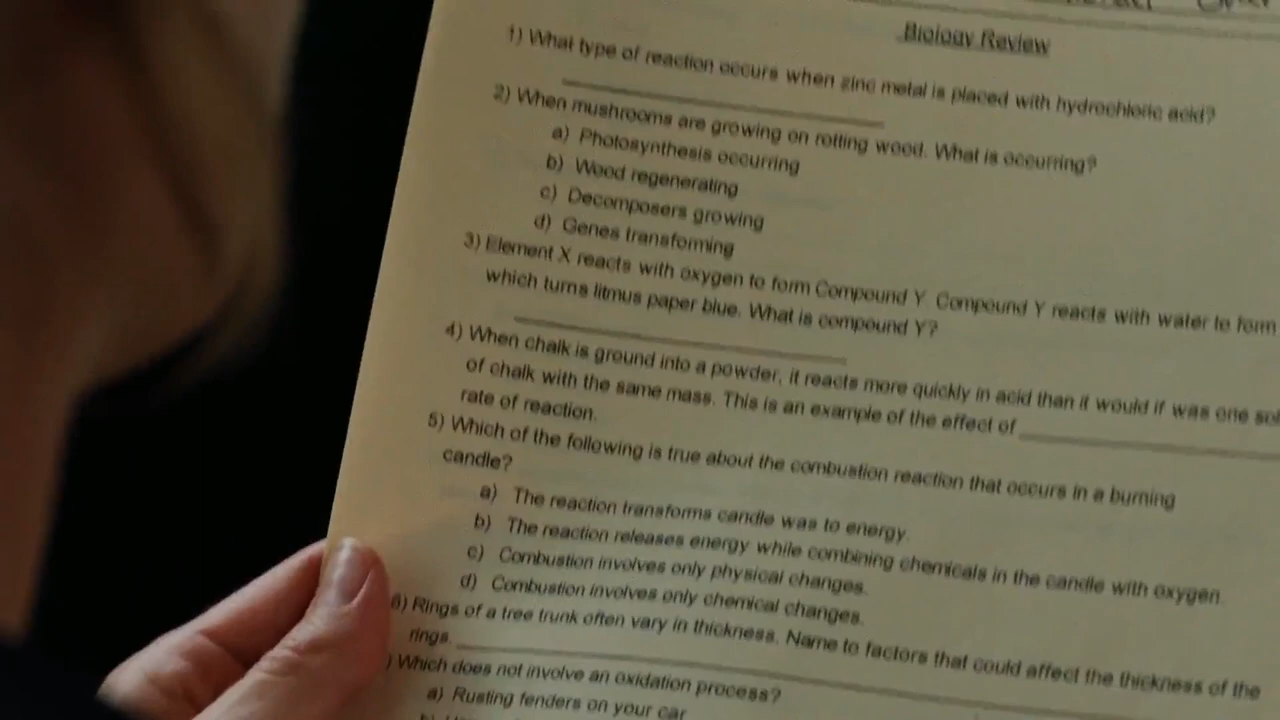 Biology Review
1) What type of reaction occurs when zinc metal is placed with hydrochloric acid?
2) When mushrooms are growing on rotting wood. What is occurring?
a) Photosynthesis occurring
b) Wood regenerating
c) Decomposers growing
d) Genes transforming
3) Element X reacts with oxygen to form Compound Y. Compound Y reacts with water to form
which turns litmus paper blue. What is compound Y?
4) When chalk is ground into a powder, it reacts more quickly in acid than it would if was one
of chalk with the same mass. This is an example of the effect of
rate of reaction.
5) Which of the following is true about the combustion reaction that occurs in a burning
candle?
a) The reaction transforms candle was to energy.
b) The reaction releases energy while combining chemicals in the candle with oxygen.
c) Combustion involves only physical changes.
d) Combustion involves only chemical changes.
6) Rings of a tree trunk often vary in thickness. Name to factors that could affect the thickness of the
rings.
) Which does not involve an oxidation process?
a) Rusting fenders on your car